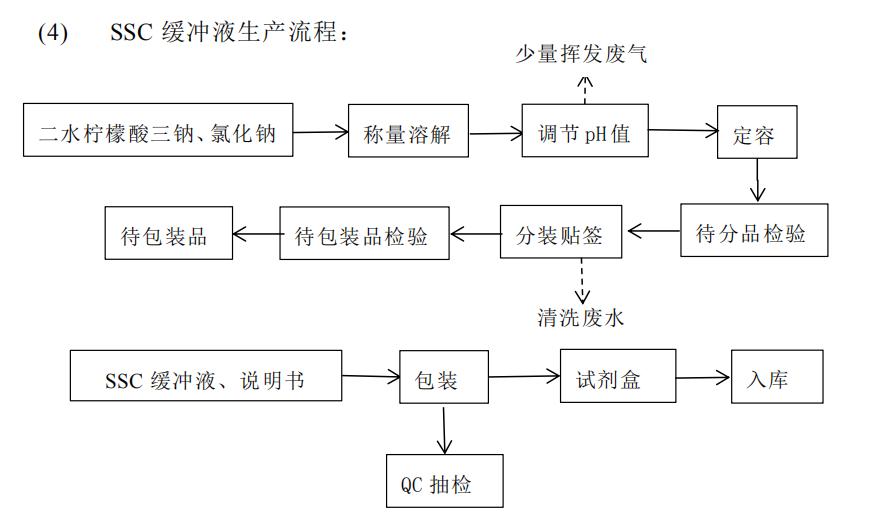 (4) SSC 缓冲液生产流程：
少量挥发废气
二水柠檬酸三钠、氯化钠
称量溶解
调节 pH 值
定容
待分品检验
分装贴签
待包装品检验
待包装品
清洗废水
SSC 缓冲液、说明书
包装
试剂盒
入库
QC 抽检